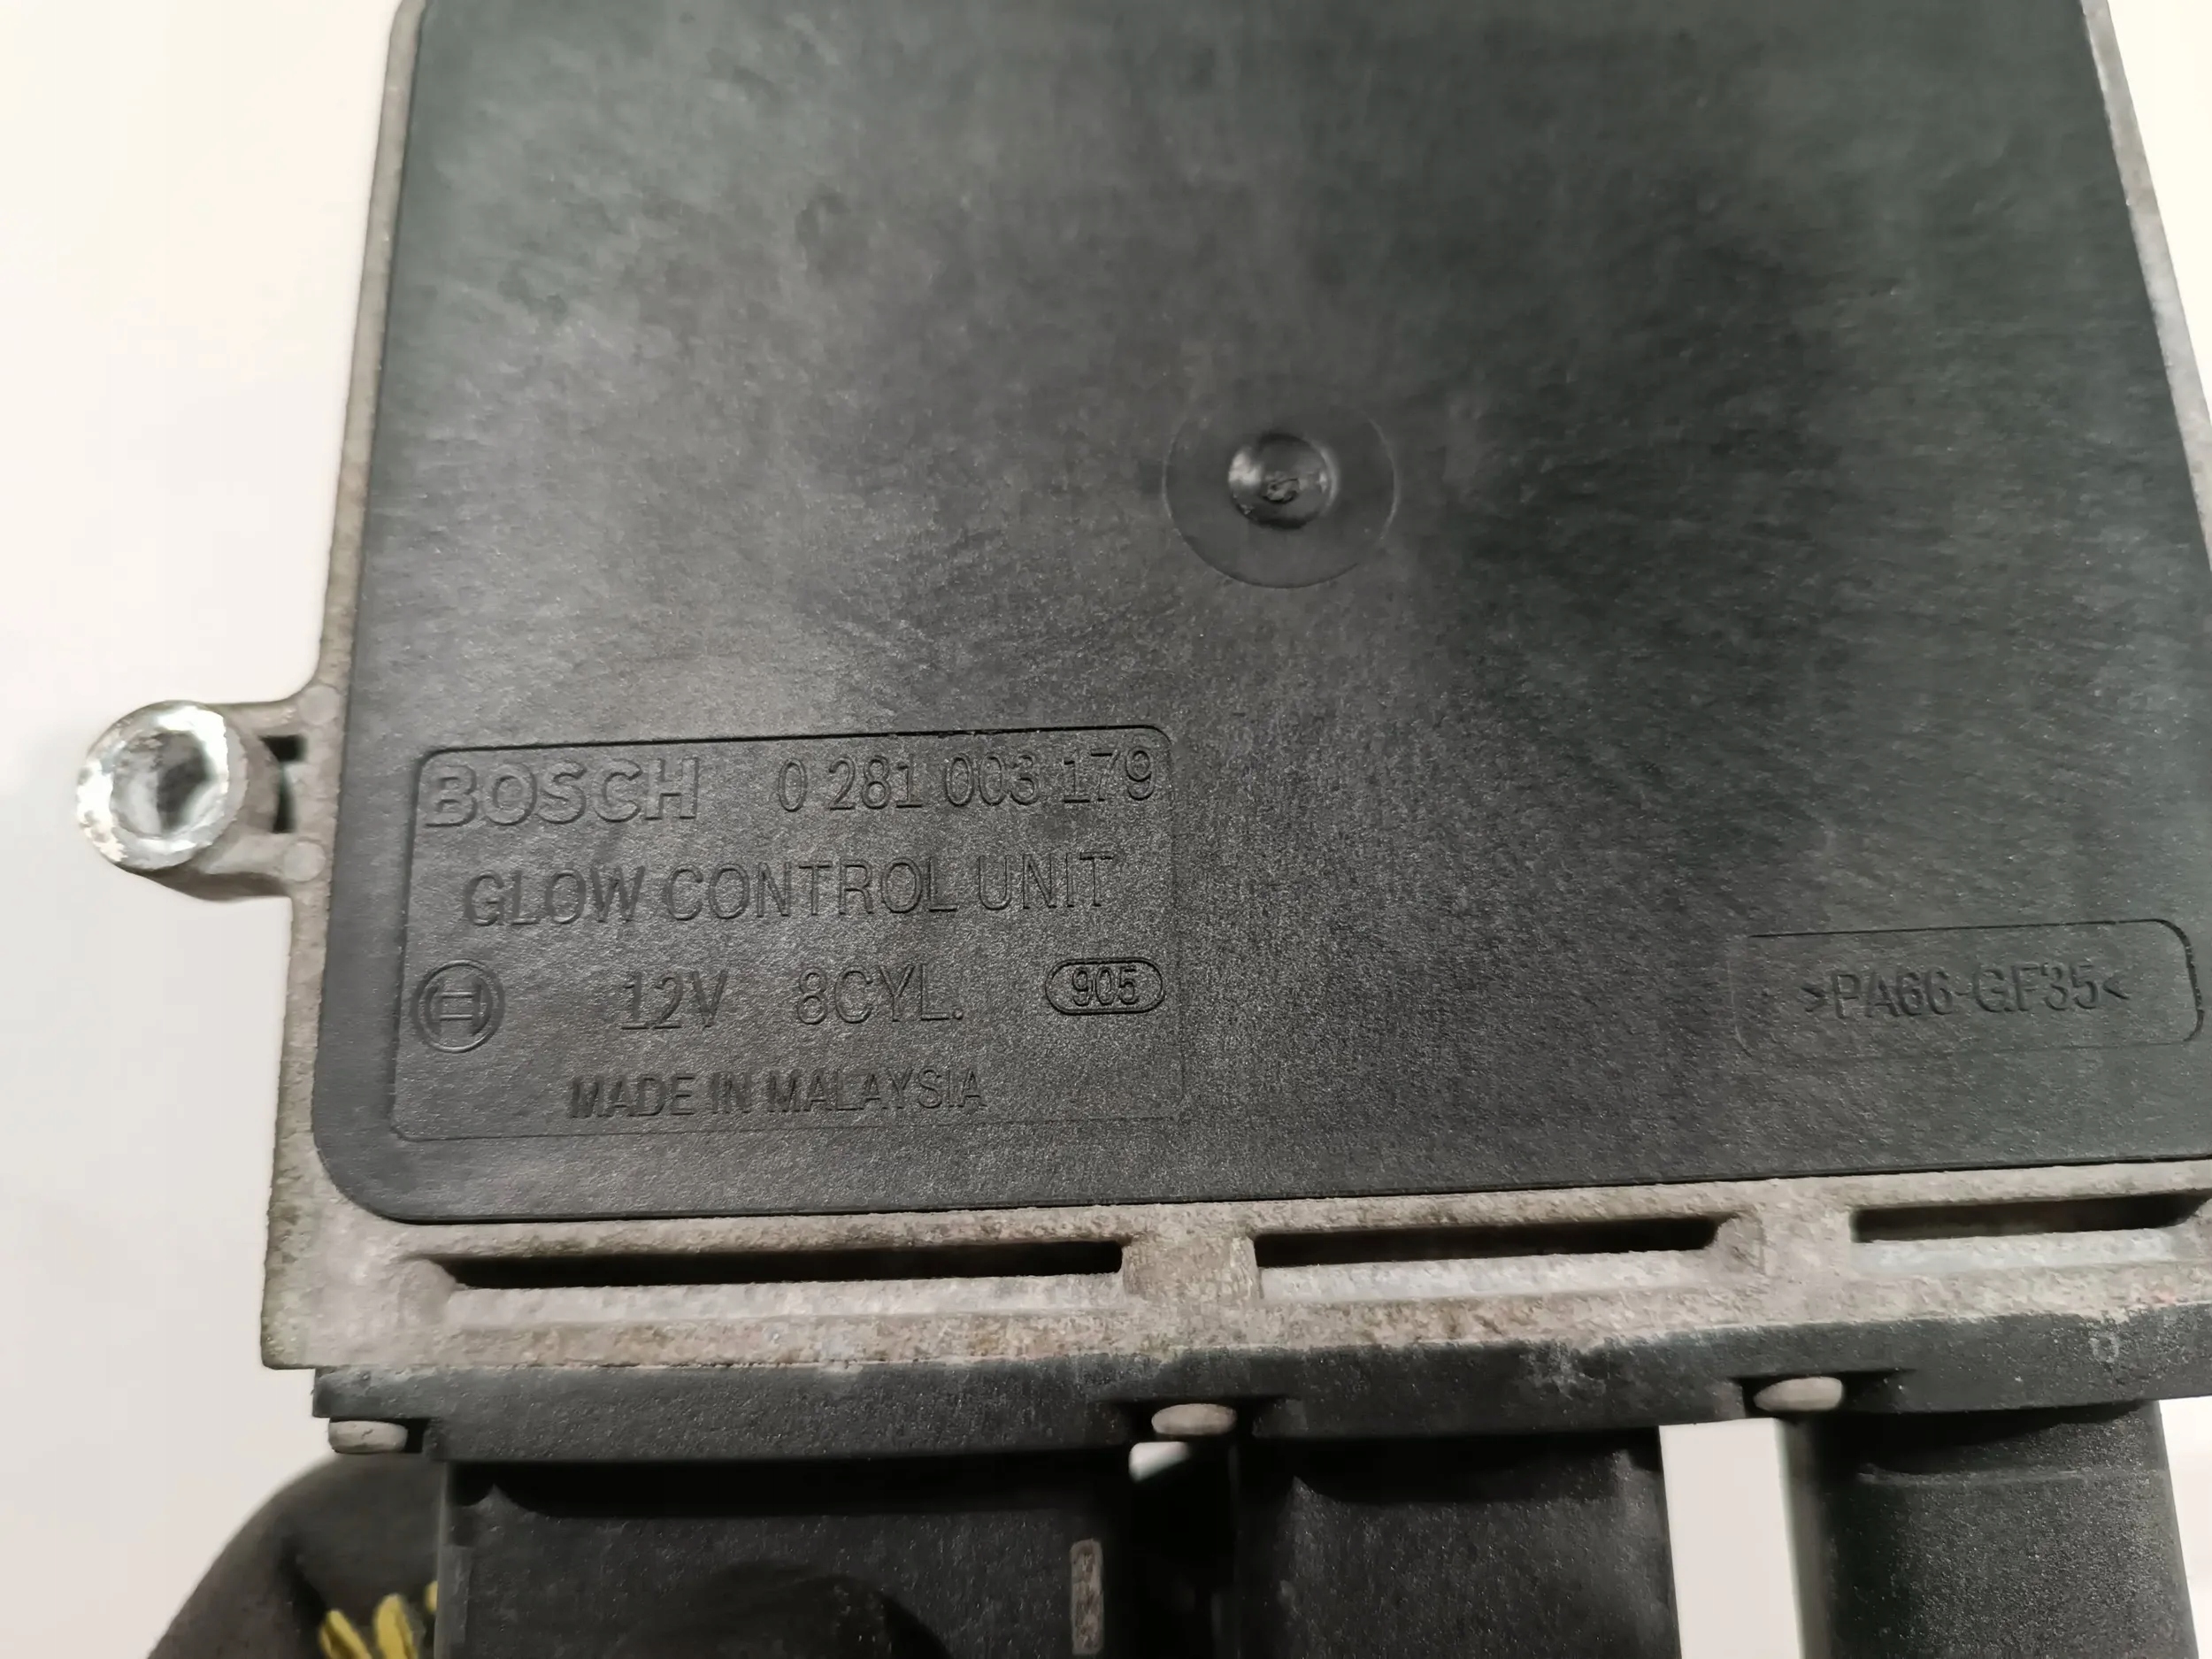 BOSCH 0 281 003 179
GLOW CONTROL UNIT
12V 8CYL. 905
MADE IN MALAYSIA
>PA66-GF35<